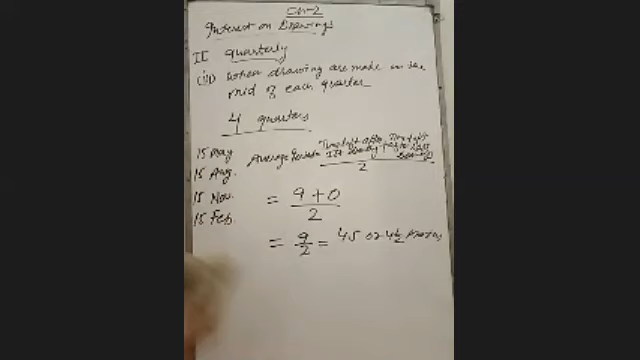 Ch-2
Interest on Drawings
II Quarterly
(iii) When drawing are made in the
mid of each quarter
4 quarters
15 May
15 Aug.
15 Nov.
15 Feb.
Average Period =
2
= 9+0
2
= 9/2 = 4.5 or 4½ months